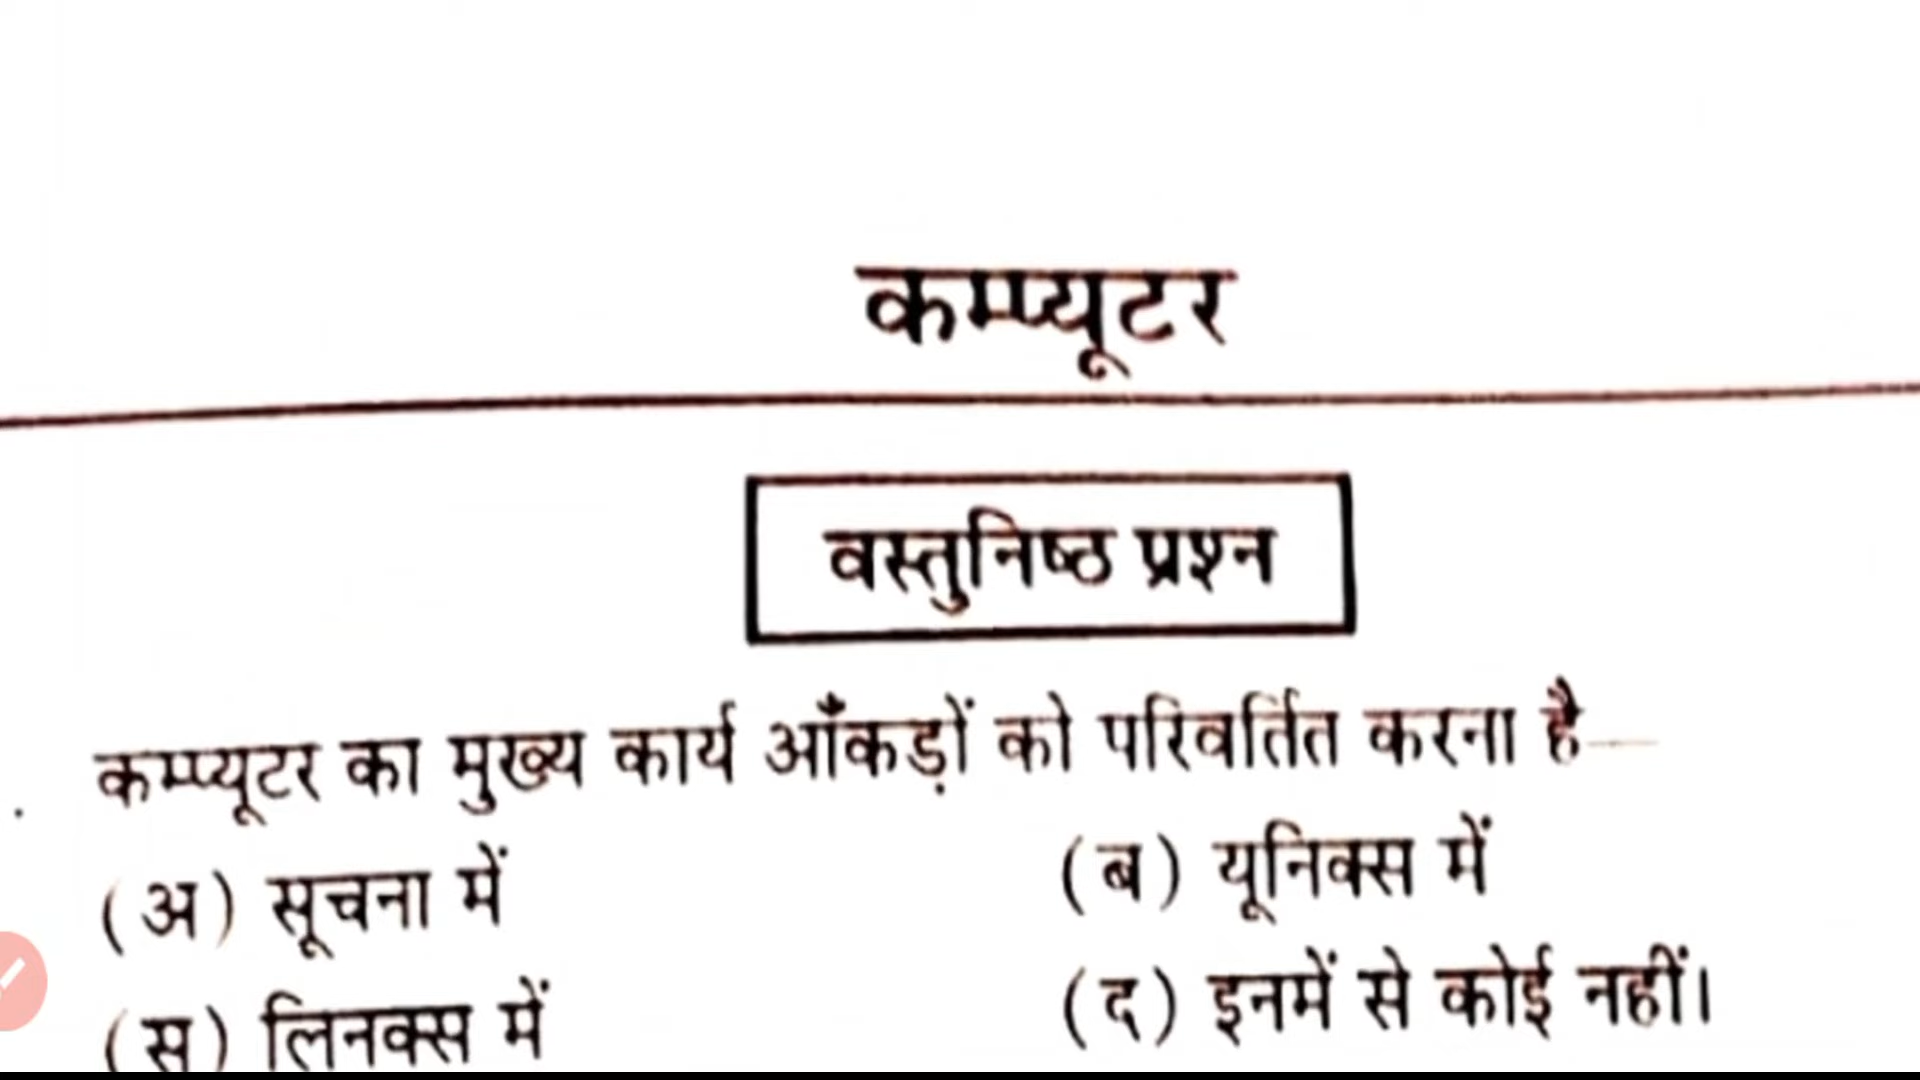 कम्प्यूटर
वस्तुनिष्ठ प्रश्न
कम्प्यूटर का मुख्य कार्य आँकड़ों को परिवर्तित करना है—
(अ) सूचना में (ब) यूनिक्स में
(स) लिनक्स में (द) इनमें से कोई नहीं।